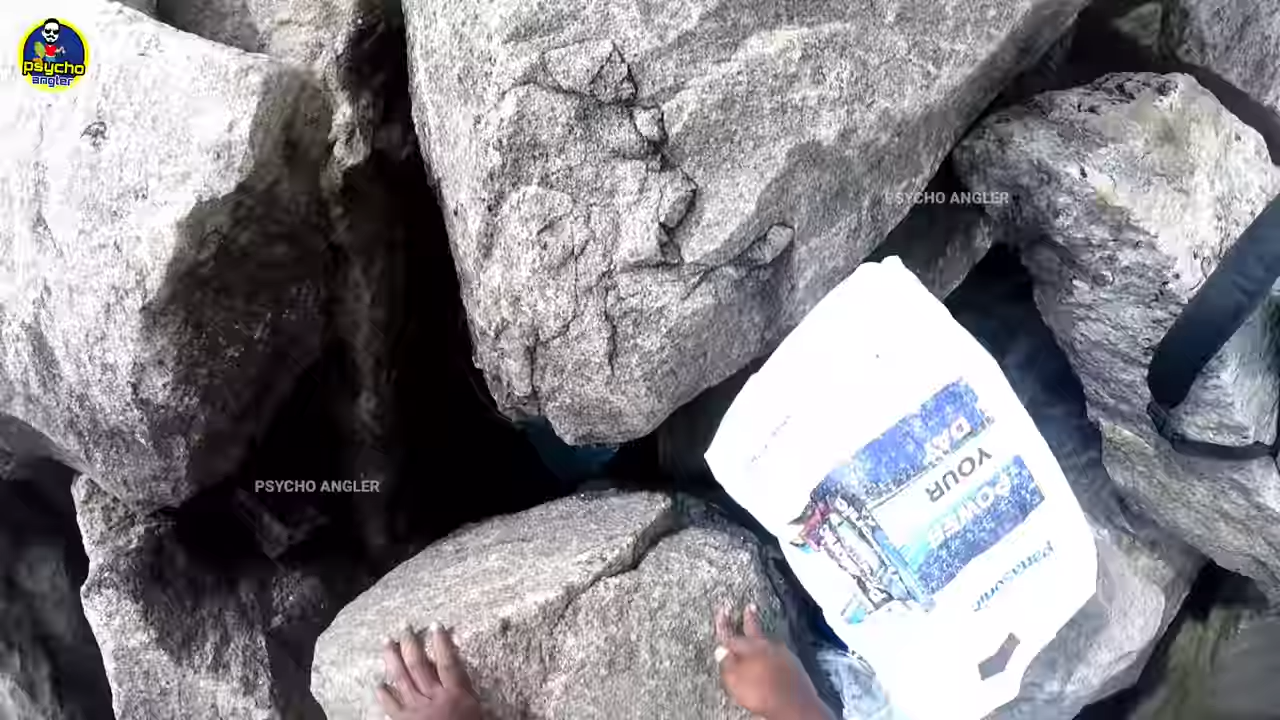 psycho
angler
PSYCHO ANGLER
PSYCHO ANGLER
Panasonic
POWER
YOUR
DAY